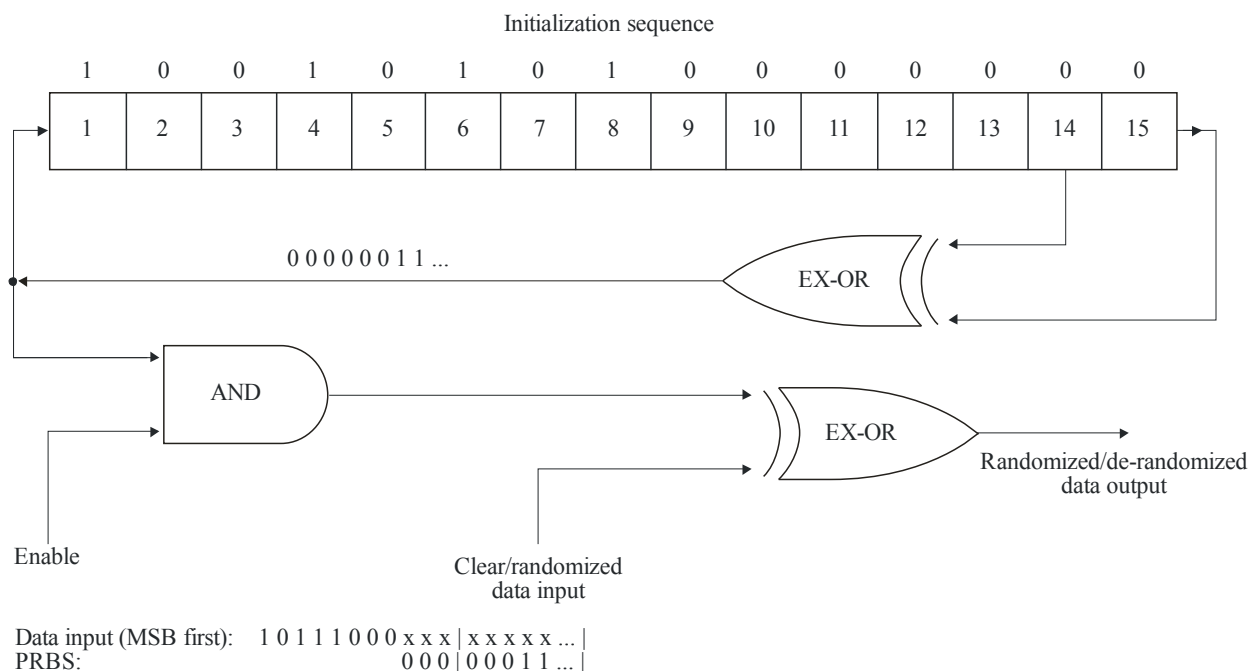 Initialization sequence
1 0 0 1 0 1 0 1 0 0 0 0 0 0 0
1 2 3 4 5 6 7 8 9 10 11 12 13 14 15
0 0 0 0 0 0 1 1 ...
EX-OR
AND
EX-OR
Randomized/de-randomized
data output
Enable
Clear/randomized
data input
Data input (MSB first): 1 0 1 1 1 0 0 0 x x x | x x x x x ... |
PRBS: 0 0 0 | 0 0 0 1 1 ... |